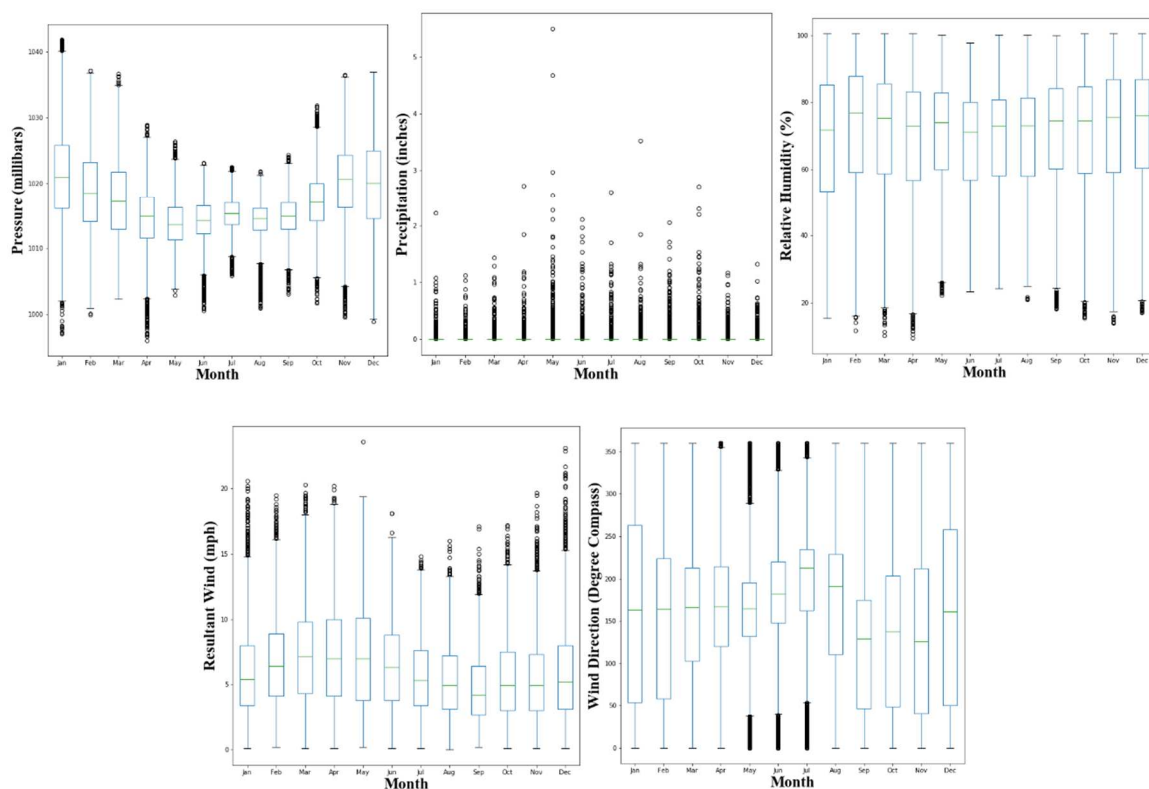 Pressure (millibars)
1040
1030
1020
1010
1000
Jan Feb Mar Apr May Jun Jul Aug Sep Oct Nov Dec
Month
Precipitation (inches)
5
4
3
2
1
0
Jan Feb Mar Apr May Jun Jul Aug Sep Oct Nov Dec
Month
Relative Humidity (%)
100
80
60
40
20
Jan Feb Mar Apr May Jun Jul Aug Sep Oct Nov Dec
Month
Resultant Wind (mph)
20
15
10
5
0
Jan Feb Mar Apr May Jun Jul Aug Sep Oct Nov Dec
Month
Wind Direction (Degree Compass)
350
300
250
200
150
100
50
0
Jan Feb Mar Apr May Jun Jul Aug Sep Oct Nov Dec
Month